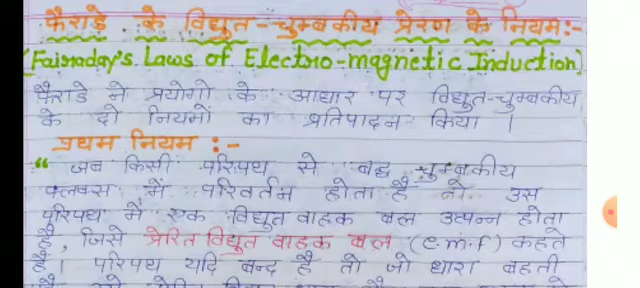 फैराडे के विद्युत-चुम्बकीय प्रेरण के नियम:-
(Fairaday's Laws of Electro-magnetic Induction)
फैराडे ने प्रयोगो के आधार पर विद्युत-चुम्बकीय
के दो नियमों का प्रतिपादन किया ।
प्रथम नियम :-
“ जब किसी परिपथ से बद्ध चुम्बकीय
फ्लक्स में परिवर्तन होता है तो उस
परिपथ में एक विद्युत वाहक बल उत्पन्न होता
है, जिसे प्रेरित विद्युत वाहक बल (e.m.f) कहते
है। परिपथ यदि बन्द है तो जो धारा बहती